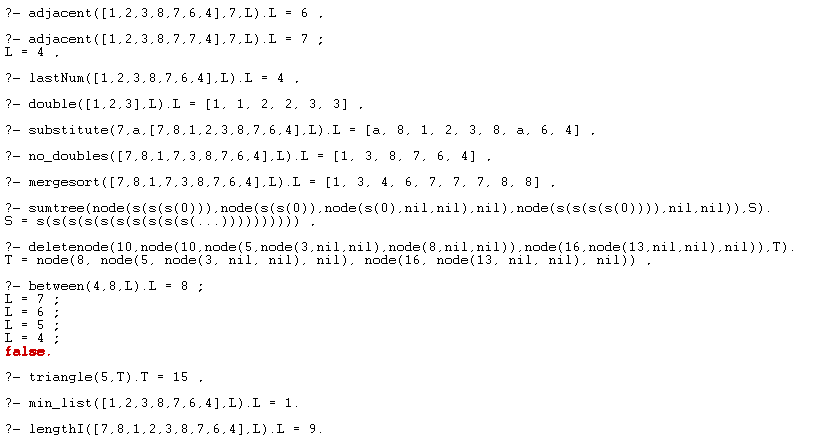 ?- adjacent([1,2,3,8,7,6,4],7,L).L = 6 .
?- adjacent([1,2,3,8,7,7,4],7,L).L = 7 ;
L = 4 .
?- lastNum([1,2,3,8,7,6,4],L).L = 4 .
?- double([1,2,3],L).L = [1, 1, 2, 2, 3, 3] .
?- substitute(7,a,[7,8,1,2,3,8,7,6,4],L).L = [a, 8, 1, 2, 3, 8, a, 6, 4] .
?- no_doubles([7,8,1,7,3,8,7,6,4],L).L = [1, 3, 8, 7, 6, 4] .
?- mergesort([7,8,1,7,3,8,7,6,4],L).L = [1, 3, 4, 6, 7, 7, 7, 8, 8] .
?- sumtree(node(s(s(s(0))),node(s(s(0)),node(s(0),nil,nil),nil),node(s(s(s(s(0)))),nil,nil)),S).
S = s(s(s(s(s(s(s(s(s(...)))))))))) .
?- deletenode(10,node(10,node(5,node(3,nil,nil),node(8,nil,nil)),node(16,node(13,nil,nil),nil)),T).
T = node(8, node(5, node(3, nil, nil), nil), node(16, node(13, nil, nil), nil)) .
?- between(4,8,L).L = 8 ;
L = 7 ;
L = 6 ;
L = 5 ;
L = 4 ;
false.
?- triangle(5,T).T = 15 .
?- min_list([1,2,3,8,7,6,4],L).L = 1.
?- lengthI([7,8,1,2,3,8,7,6,4],L).L = 9.